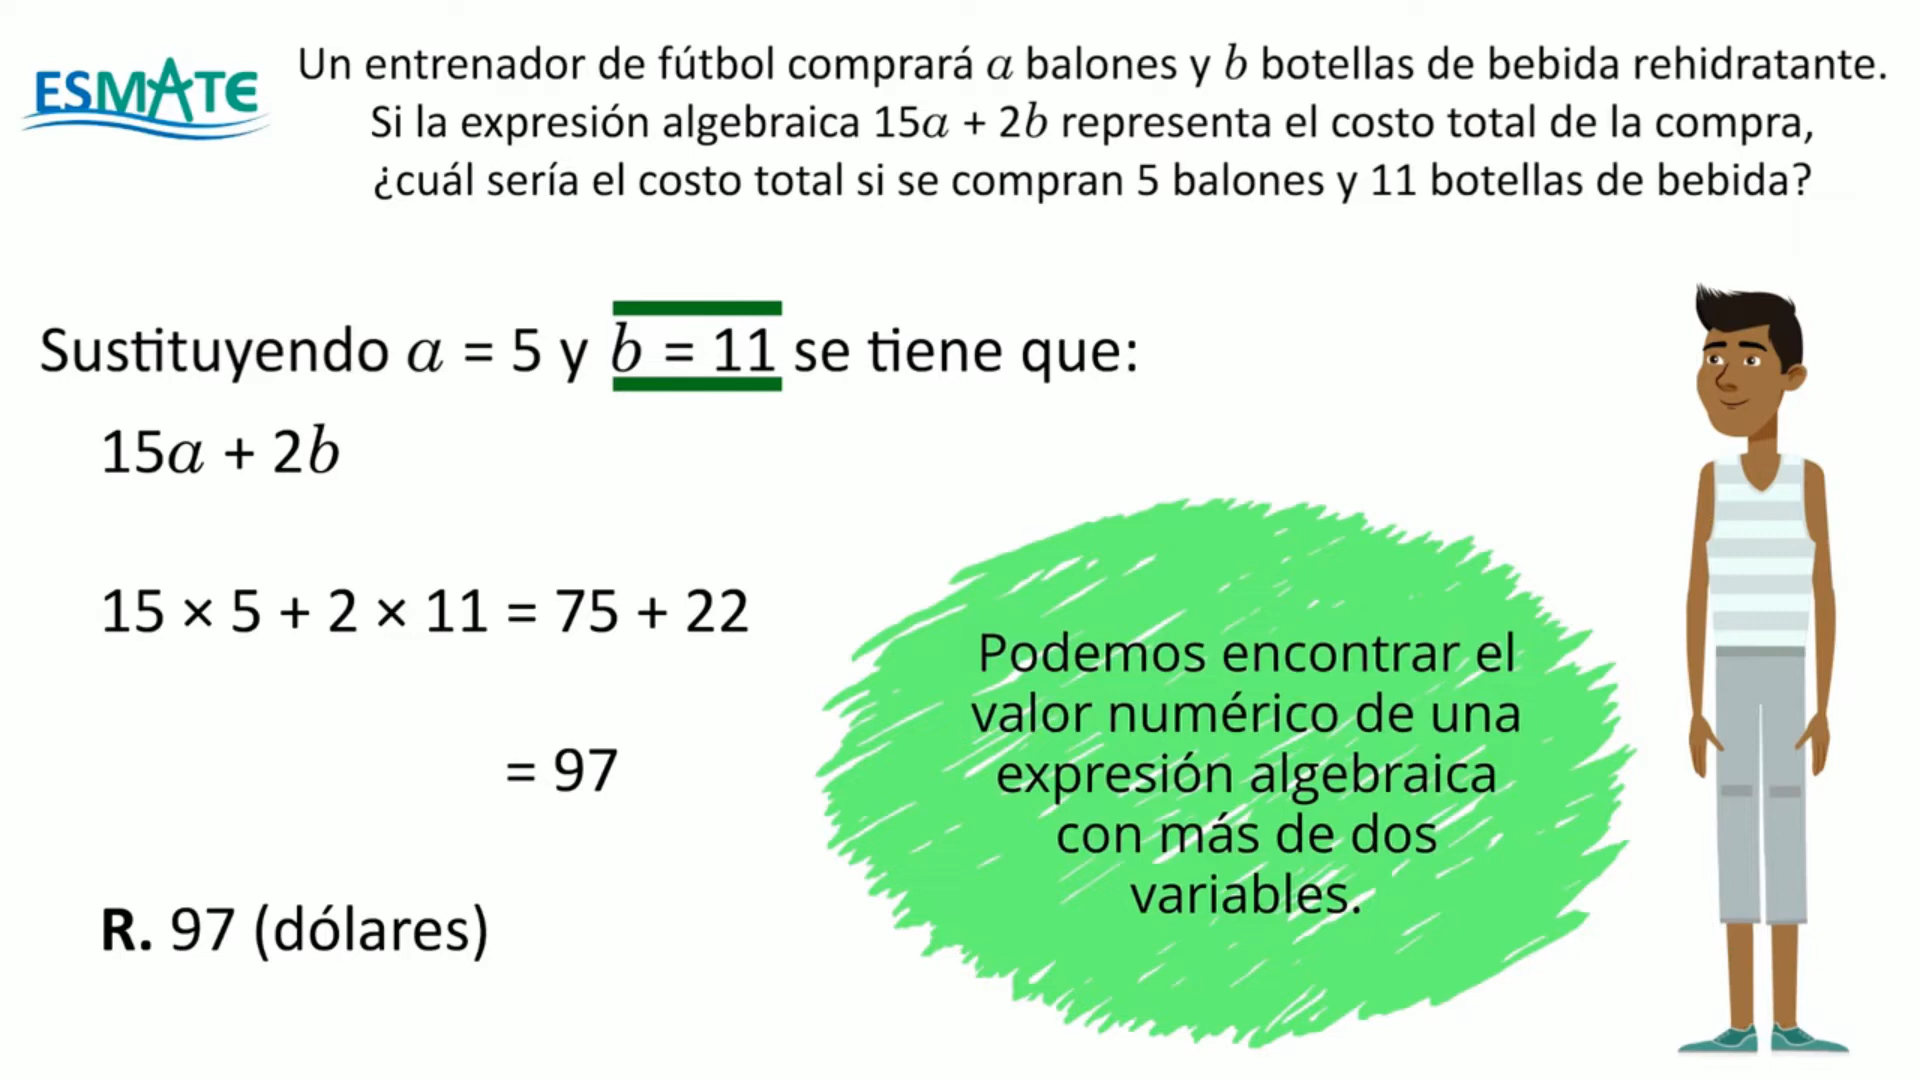 ESMATE
Un entrenador de fútbol comprará a balones y b botellas de bebida rehidratante.
Si la expresión algebraica 15a + 2b representa el costo total de la compra,
¿cuál sería el costo total si se compran 5 balones y 11 botellas de bebida?
Sustituyendo a = 5 y b = 11 se tiene que:
15a + 2b
15 × 5 + 2 × 11 = 75 + 22
= 97
R. 97 (dólares)
Podemos encontrar el
valor numérico de una
expresión algebraica
con más de dos
variables.